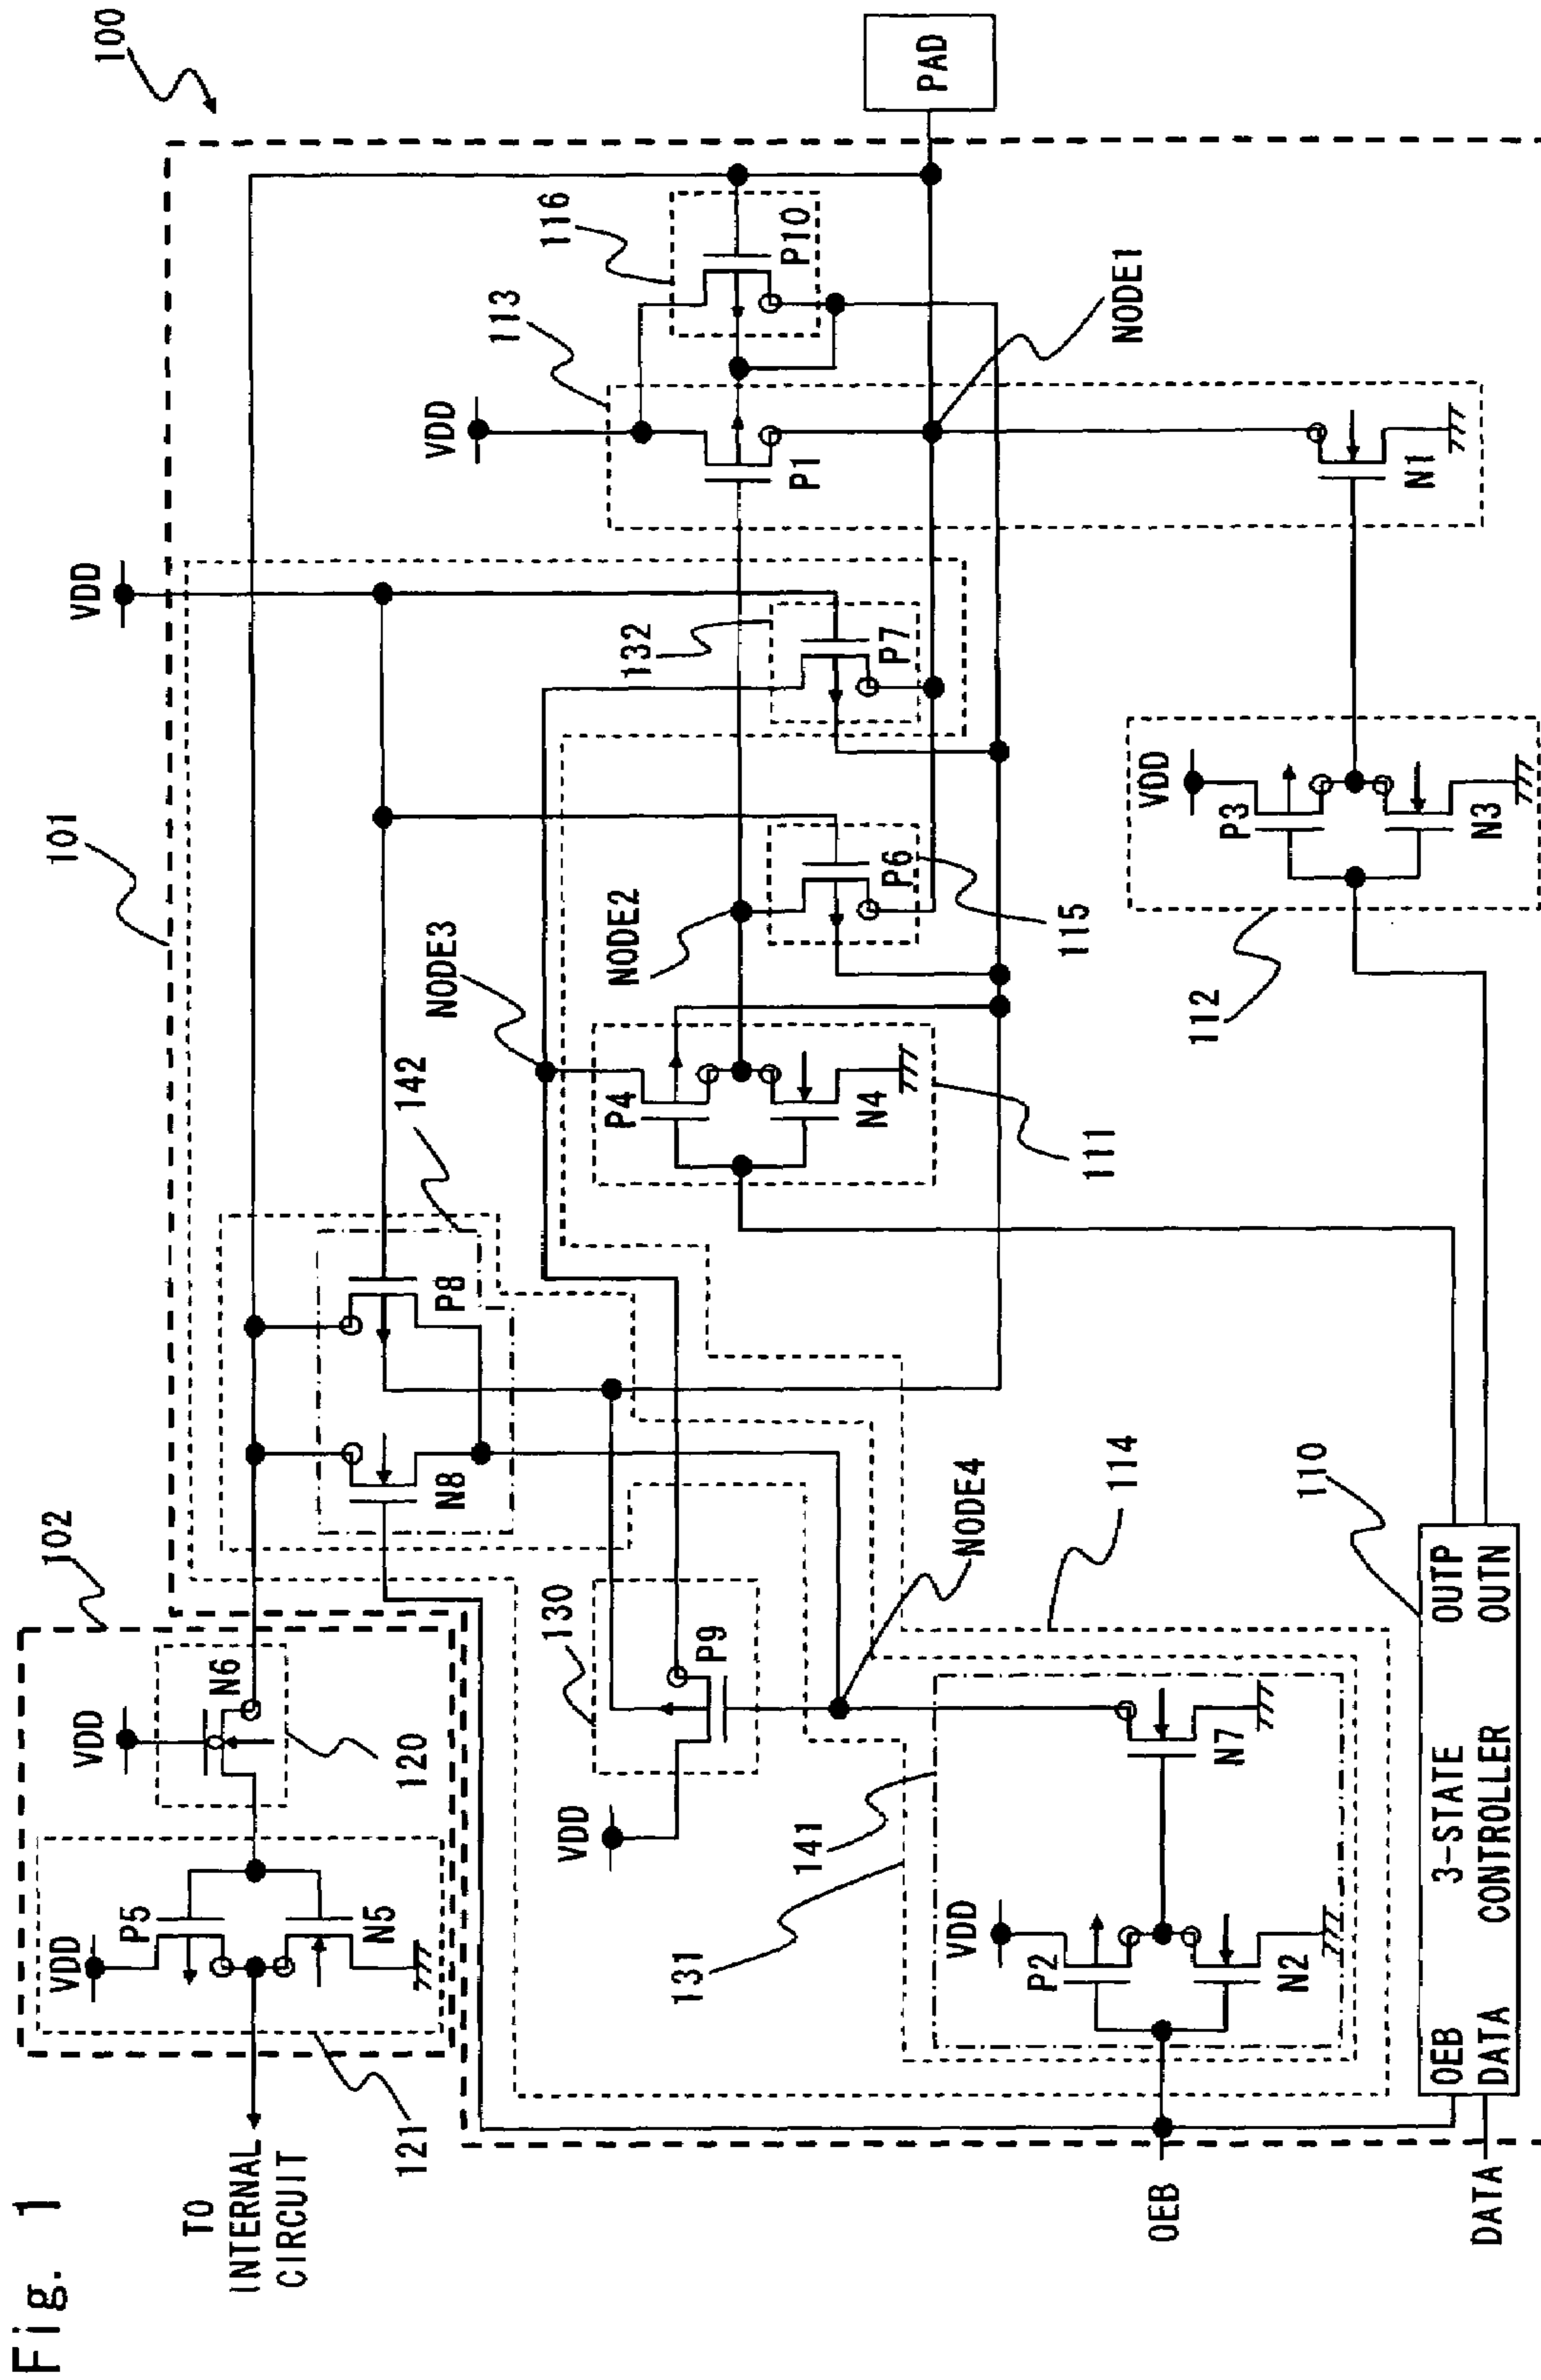 Fig. 1
100
102
101
TO
INTERNAL
CIRCUIT
121
VDD
P5
N5
VDD
N6
120
142
N8
P8
VDD
130
P9
VDD
NODE3
NODE2
132
P7
P6
115
P4
N4
111
VDD
113
116
P1
P10
PAD
NODE1
NODE4
114
131
141
VDD
P2
N2
N7
112
VDD
P3
N3
N1
110
OEB
DATA
OEB
DATA
3-STATE
CONTROLLER
OUTP
OUTN